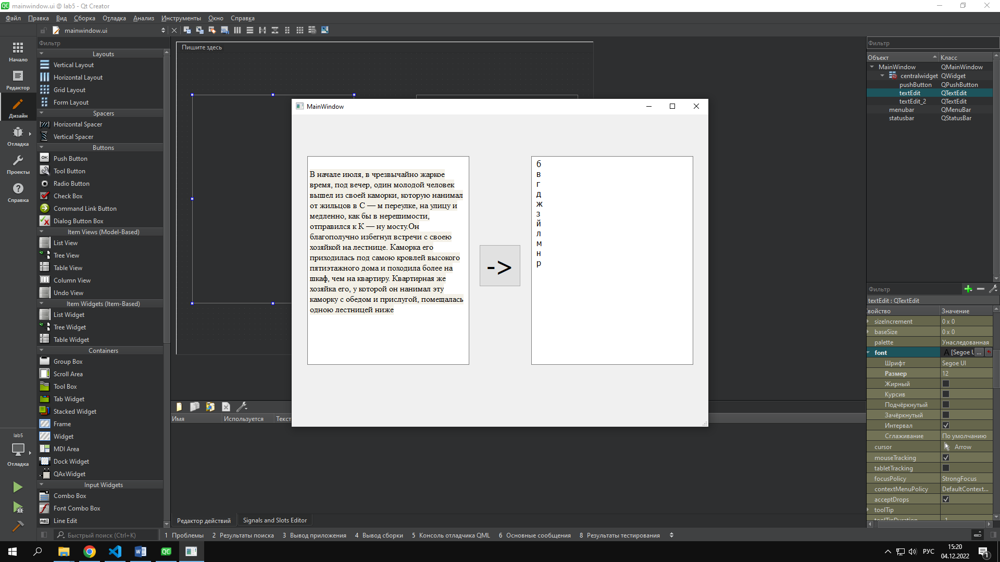 mainwindow.ui @ lab5 - Qt Creator
Файл Правка Вид Сборка Отладка Анализ Инструменты Окно Справка
mainwindow.ui
Фильтр
Layouts
Vertical Layout
Horizontal Layout
Grid Layout
Form Layout
Spacers
Horizontal Spacer
Vertical Spacer
Buttons
Push Button
Tool Button
Radio Button
Check Box
Command Link Button
Dialog Button Box
Item Views (Model-Based)
List View
Tree View
Table View
Column View
Undo View
Item Widgets (Item-Based)
List Widget
Tree Widget
Table Widget
Containers
Group Box
Scroll Area
Tool Box
Tab Widget
Stacked Widget
Frame
Widget
MDI Area
Dock Widget
QAxWidget
Input Widgets
Combo Box
Font Combo Box
Line Edit
Начало
Редактор
Дизайн
Отладка
Проекты
Справка
lab5
Отладка
Пишите здесь
MainWindow
В начале июля, в чрезвычайно жаркое
время, под вечер, один молодой человек
вышел из своей каморки, которую нанимал
от жильцов в С — м переулке, на улицу и
медленно, как бы в нерешимости,
отправился к К — ну мосту.Он
благополучно избегнул встречи с своею
хозяйкой на лестнице. Каморка его
приходилась под самою кровлей высокого
пятиэтажного дома и походила более на
шкаф, чем на квартиру. Квартирная же
хозяйка его, у которой он нанимал эту
каморку с обедом и прислугой, помещалась
одною лестницей ниже
->
б
в
г
д
ж
з
й
л
м
н
р
Имя Используется Текст
Редактор действий Signals and Slots Editor
Фильтр
Объект Класс
MainWindow QMainWindow
centralwidget QWidget
pushButton QPushButton
textEdit QTextEdit
textEdit_2 QTextEdit
menubar QMenuBar
statusbar QStatusBar
Фильтр
textEdit : QTextEdit
войство Значение
sizeIncrement 0 x 0
baseSize 0 x 0
palette Унаследованная
font A [Segoe U ...
Шрифт Segoe UI
Размер 12
Жирный
Курсив
Подчёркнутый
Зачёркнутый
Интервал
Сглаживание По умолчанию
cursor Arrow
mouseTracking
tabletTracking
focusPolicy StrongFocus
contextMenuPolicy DefaultContext...
acceptDrops
toolTip
toolTipDuration -1
Быстрый поиск (Ctrl+K) 1 Проблемы 2 Результаты поиска 3 Вывод приложения 4 Вывод сборки 5 Консоль отладчика QML 6 Основные сообщения 8 Результаты тестирования
РУС
15:20
04.12.2022
1